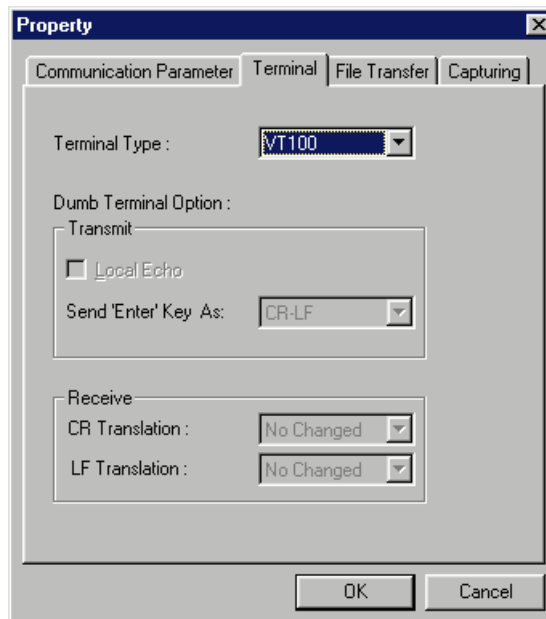 Property
Communication Parameter Terminal File Transfer Capturing
Terminal Type : VT100
Dumb Terminal Option :
Transmit
Local Echo
Send 'Enter' Key As: CR-LF
Receive
CR Translation : No Changed
LF Translation : No Changed
OK Cancel